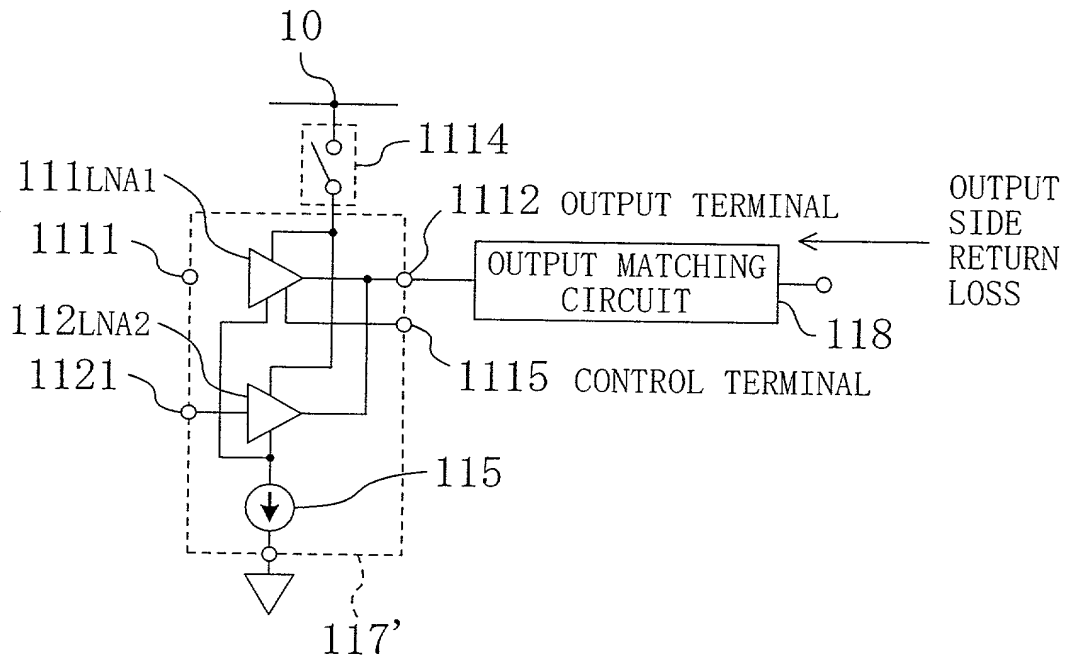 10
1114
111LNA1
1112 OUTPUT TERMINAL
OUTPUT
SIDE
RETURN
LOSS
1111
OUTPUT MATCHING
CIRCUIT
112LNA2
118
1121
1115 CONTROL TERMINAL
115
117'